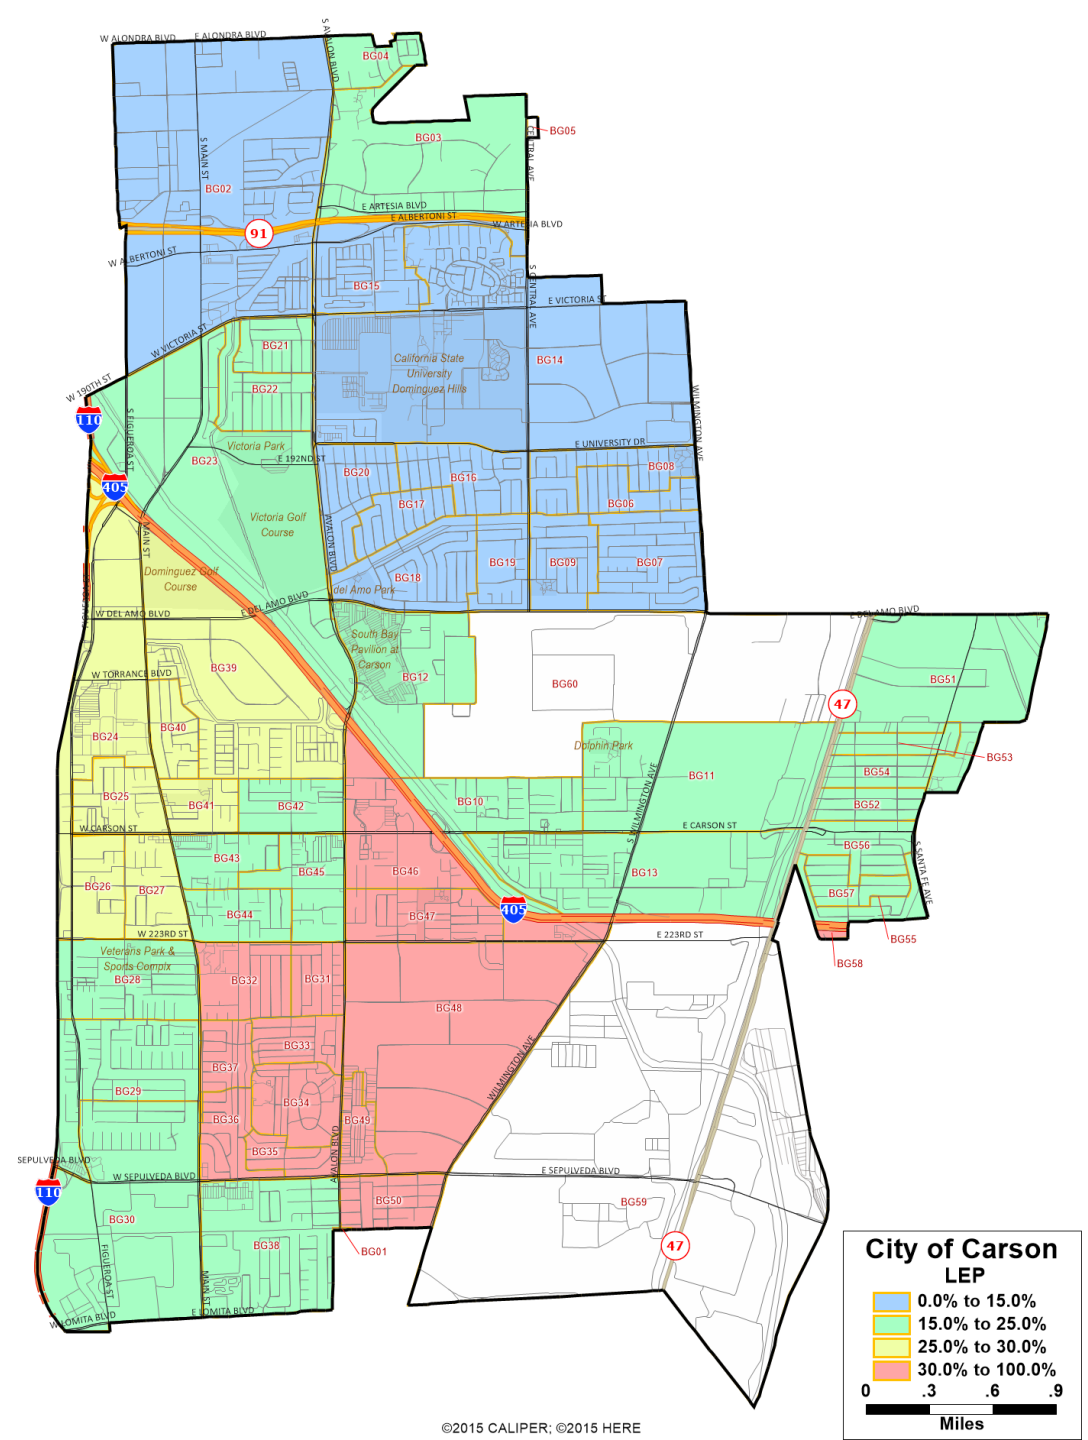 W ALONDRA BLVD
E ALONDRA BLVD
S AVALON BLVD
BG04
BG03
CENTRAL AVE
BG05
S MAIN ST
BG02
E ARTESIA BLVD
E ALBERTONI ST
W ARTESIA BLVD
91
W ALBERTONI ST
BG15
S CENTRAL AVE
E VICTORIA ST
W VICTORIA ST
BG21
California State
University
Dominguez Hills
BG14
BG22
W 190TH ST
110
S FIGUEROA ST
WILMINGTON AVE
Victoria Park
E 192ND ST
BG23
E UNIVERSITY DR
BG20
BG16
BG08
405
BG17
BG06
Victoria Golf
Course
MAIN ST
AVALON BLVD
BG19
BG09
BG07
Dominguez Golf
Course
BG18
del Amo Park
W DEL AMO BLVD
E DEL AMO BLVD
E DEL AMO BLVD
South Bay
Pavilion at
Carson
BG39
W TORRANCE BLVD
BG12
BG60
BG51
47
BG40
BG24
Dolphin Park
BG53
BG11
BG54
BG25
BG41
BG42
BG10
BG52
W CARSON ST
E CARSON ST
S WILMINGTON AVE
BG43
BG45
BG46
BG13
BG56
S SANTA FE AVE
BG26
BG27
BG57
BG44
BG47
405
W 223RD ST
E 223RD ST
BG55
BG58
Veterans Park &
Sports Complx
BG28
BG32
BG31
BG48
BG33
WILMINGTON AVE
BG37
BG29
BG34
BG36
BG49
AVALON BLVD
BG35
SEPULVEDA BLVD
W SEPULVEDA BLVD
E SEPULVEDA BLVD
110
BG50
BG59
BG30
BG38
BG01
47
FIGUEROA ST
MAIN ST
W LOMITA BLVD
E LOMITA BLVD
City of Carson
LEP
0.0% to 15.0%
15.0% to 25.0%
25.0% to 30.0%
30.0% to 100.0%
0 .3 .6 .9
Miles
©2015 CALIPER; ©2015 HERE